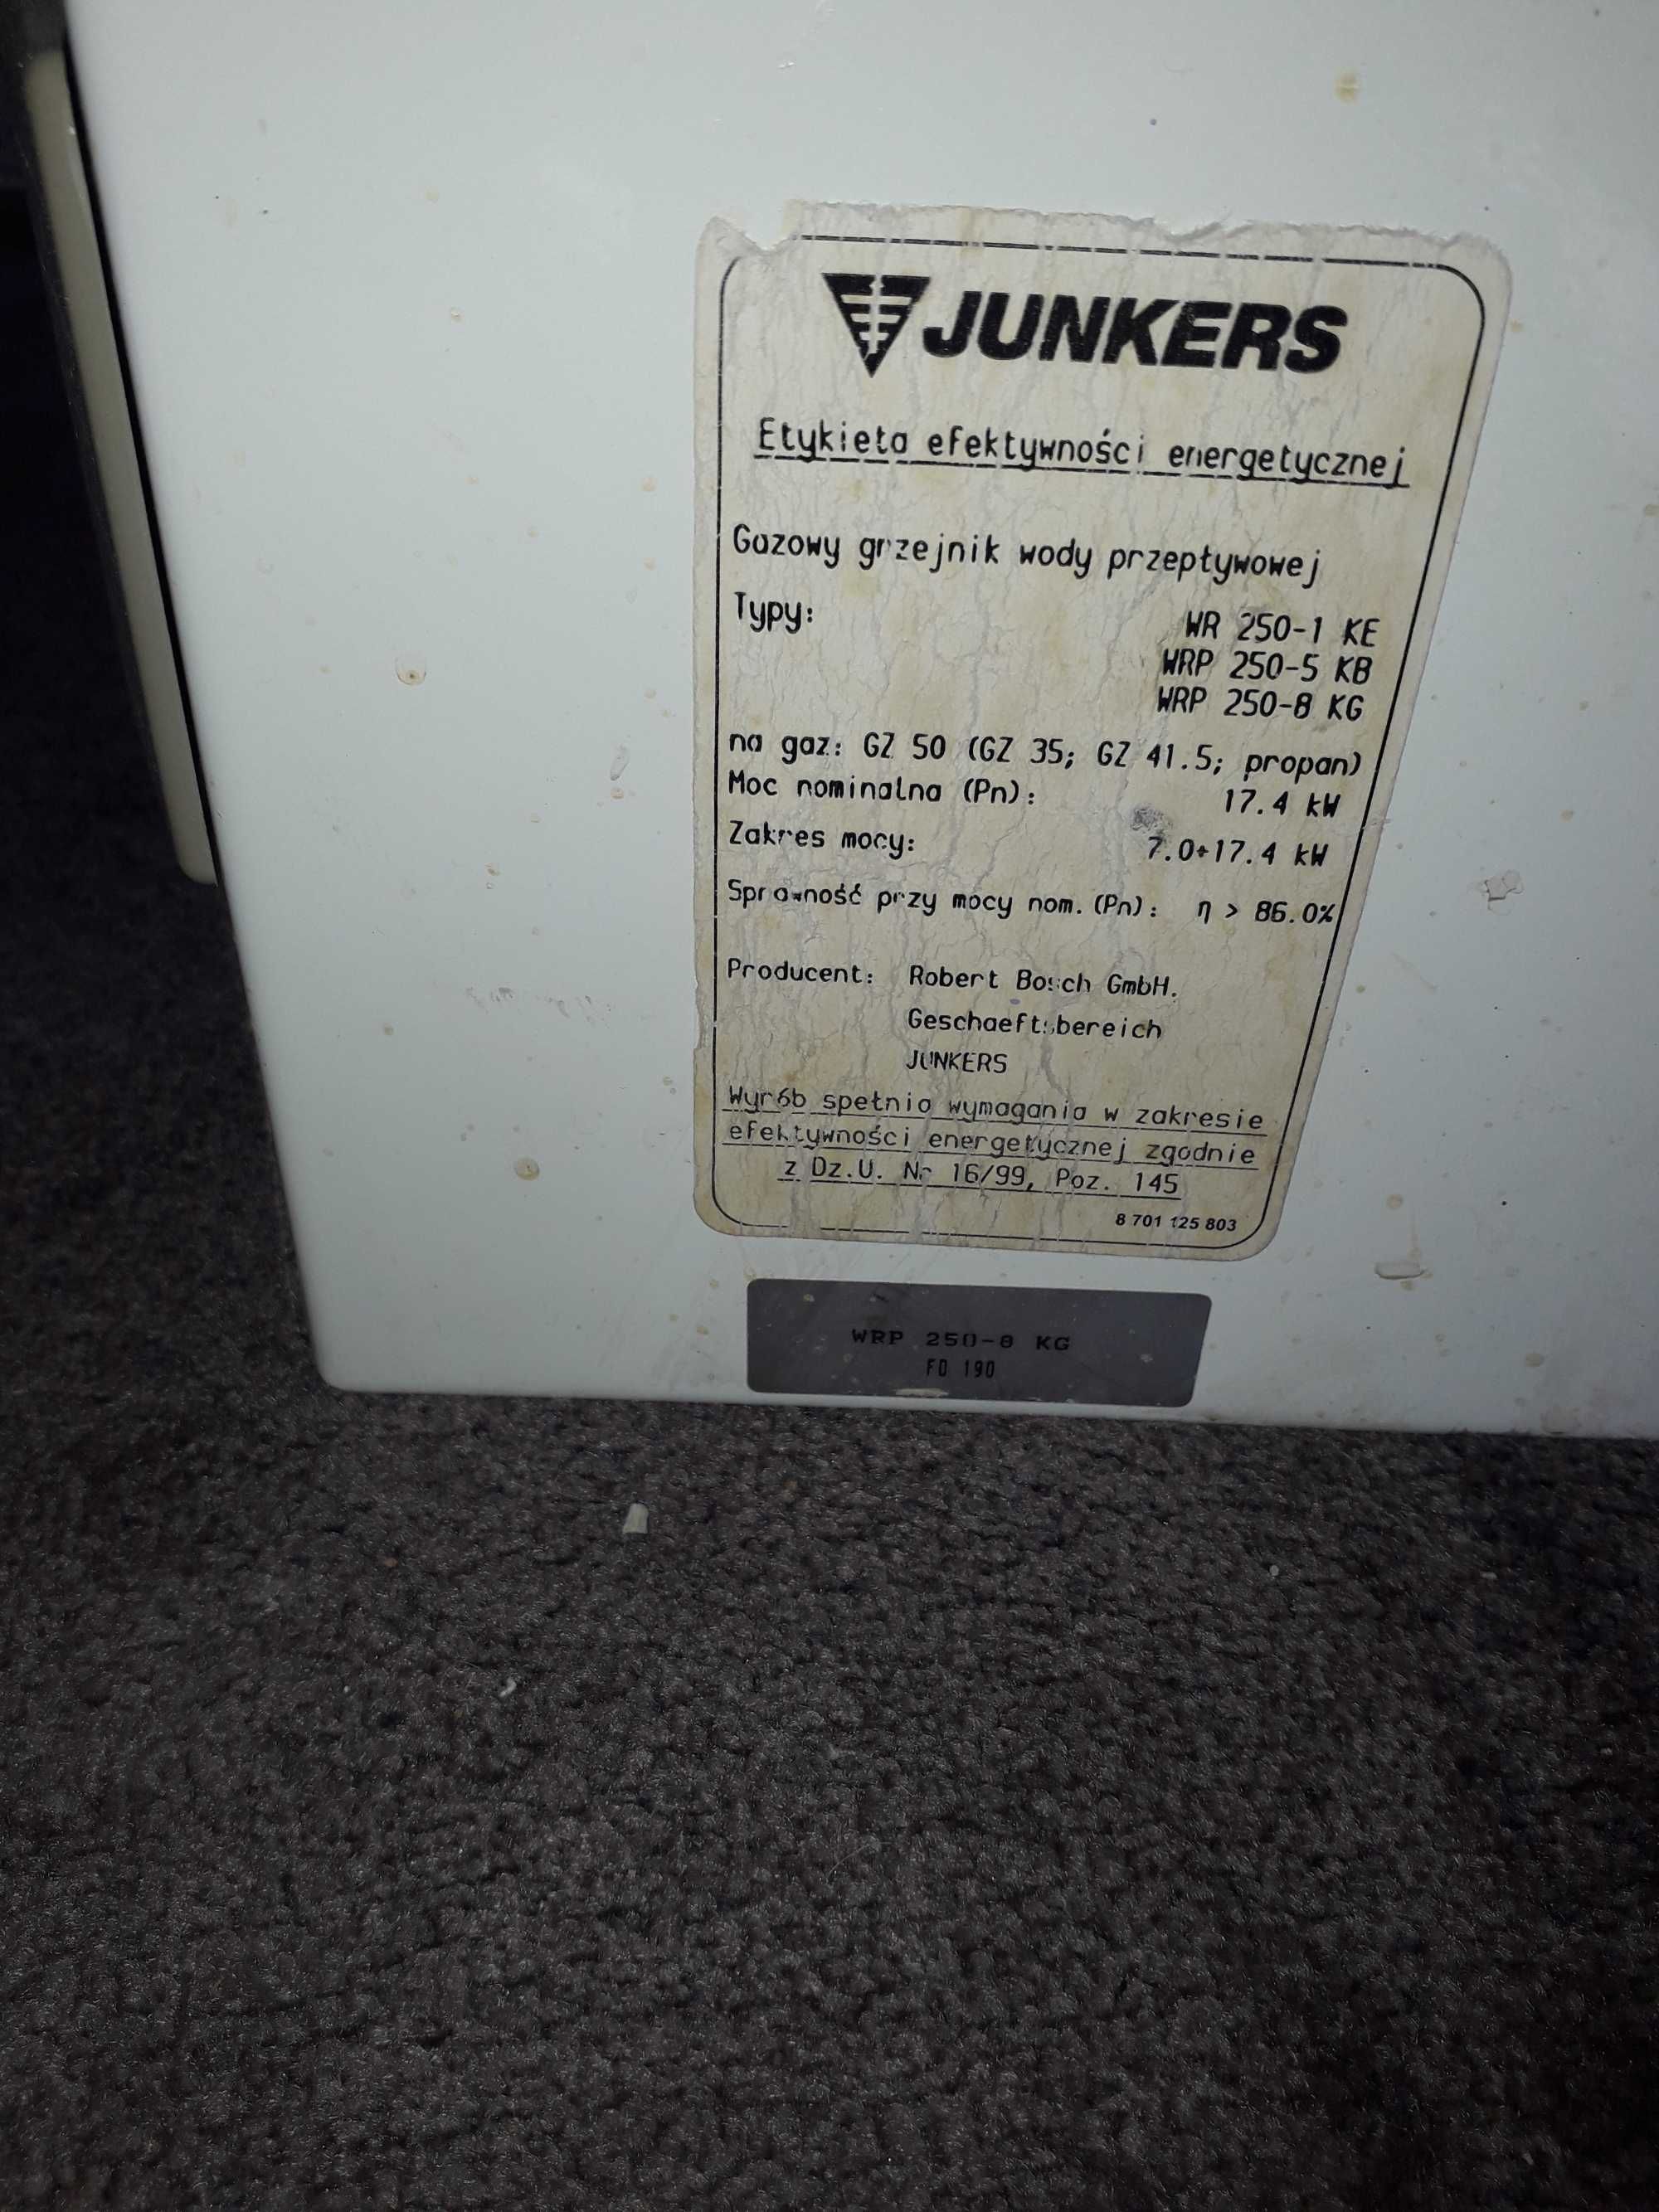 JUNKERS
Etykieta efektywności energetycznej
Gazowy grzejnik wody przepływowej
Typy: WR 250-1 KE
WRP 250-5 KB
WRP 250-8 KG
na gaz: GZ 50 (GZ 35; GZ 41.5; propan)
Moc nominalna (Pn): 17.4 kW
Zakres mocy: 7.0÷17.4 kW
Sprawność przy mocy nom. (Pn): η > 86.0%
Producent: Robert Bosch GmbH.
Geschaeftsbereich
JUNKERS
Wyrób spełnia wymagania w zakresie
efektywności energetycznej zgodnie
z Dz.U. Nr 16/99, Poz. 145
8 701 125 803
WRP 250-8 KG
FD 190